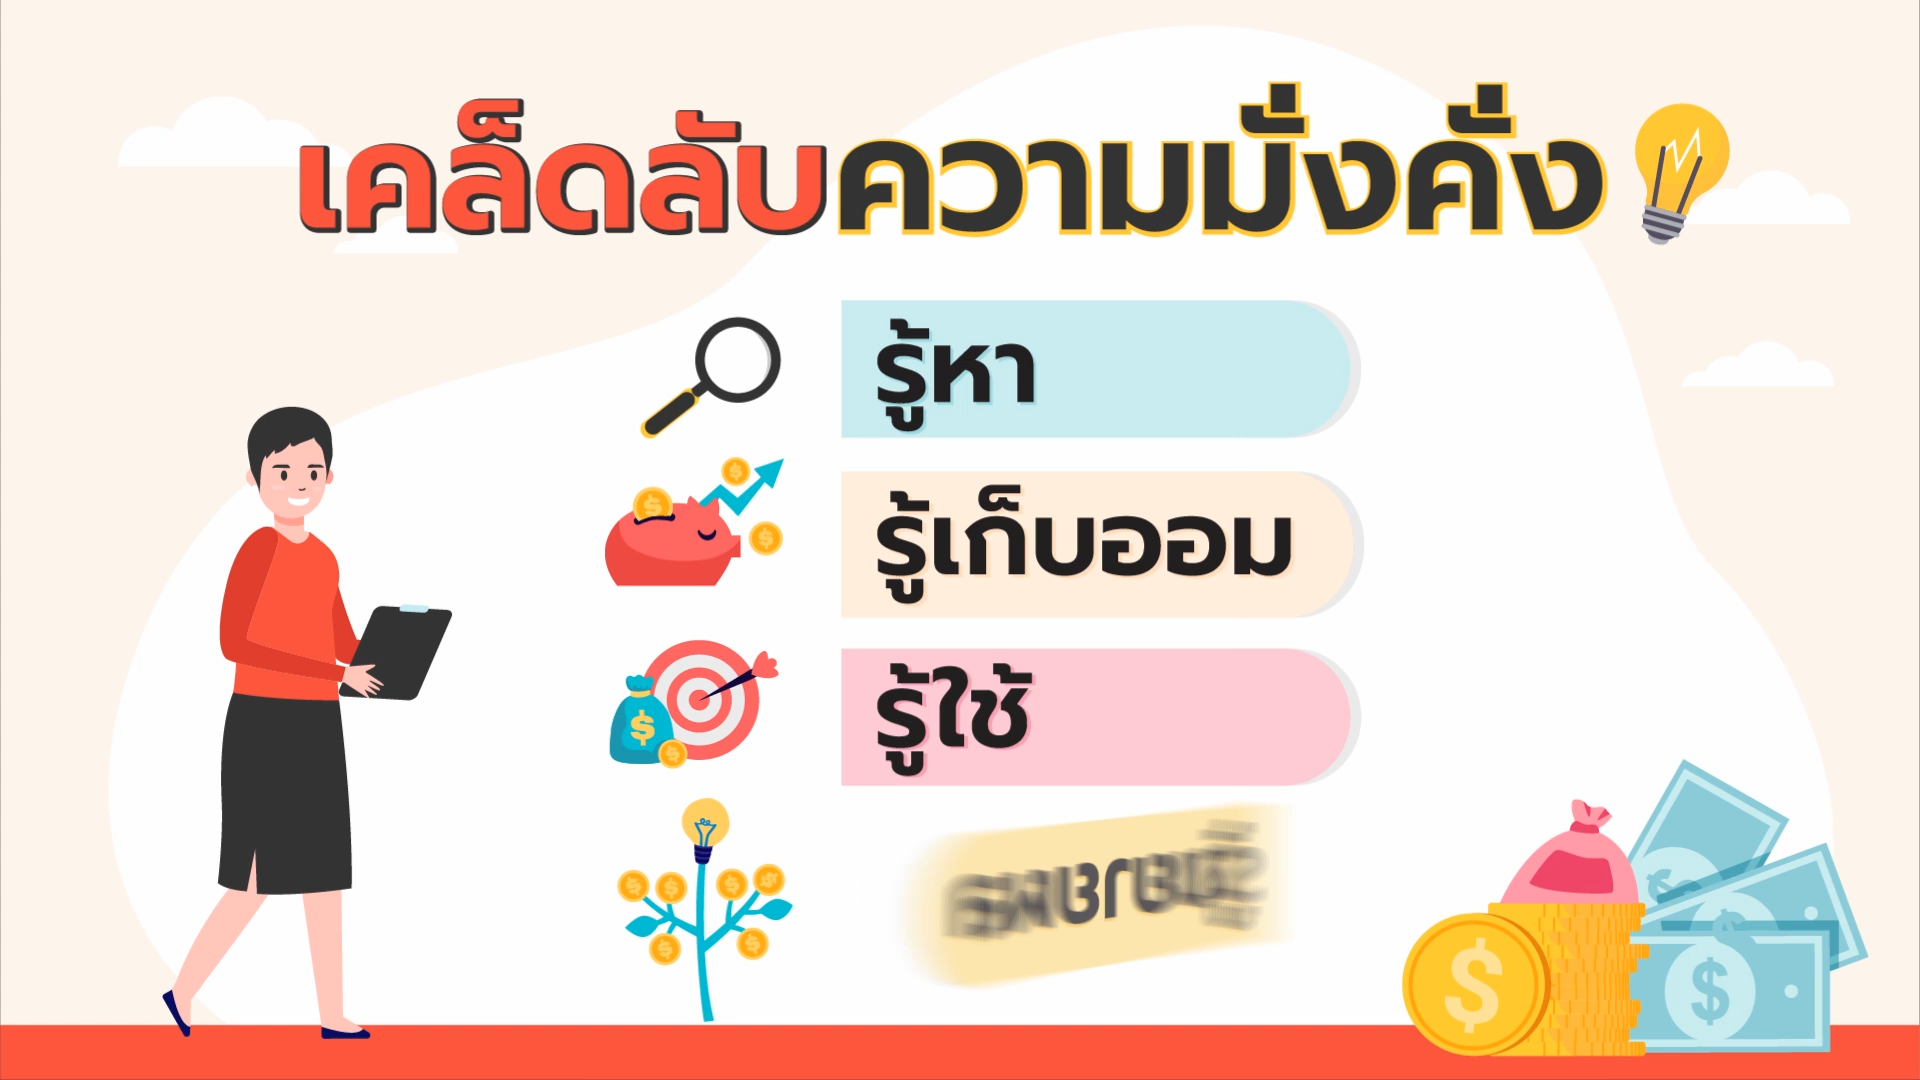 เคล็ดลับความมั่งคั่ง
รู้หา
รู้เก็บออม
รู้ใช้